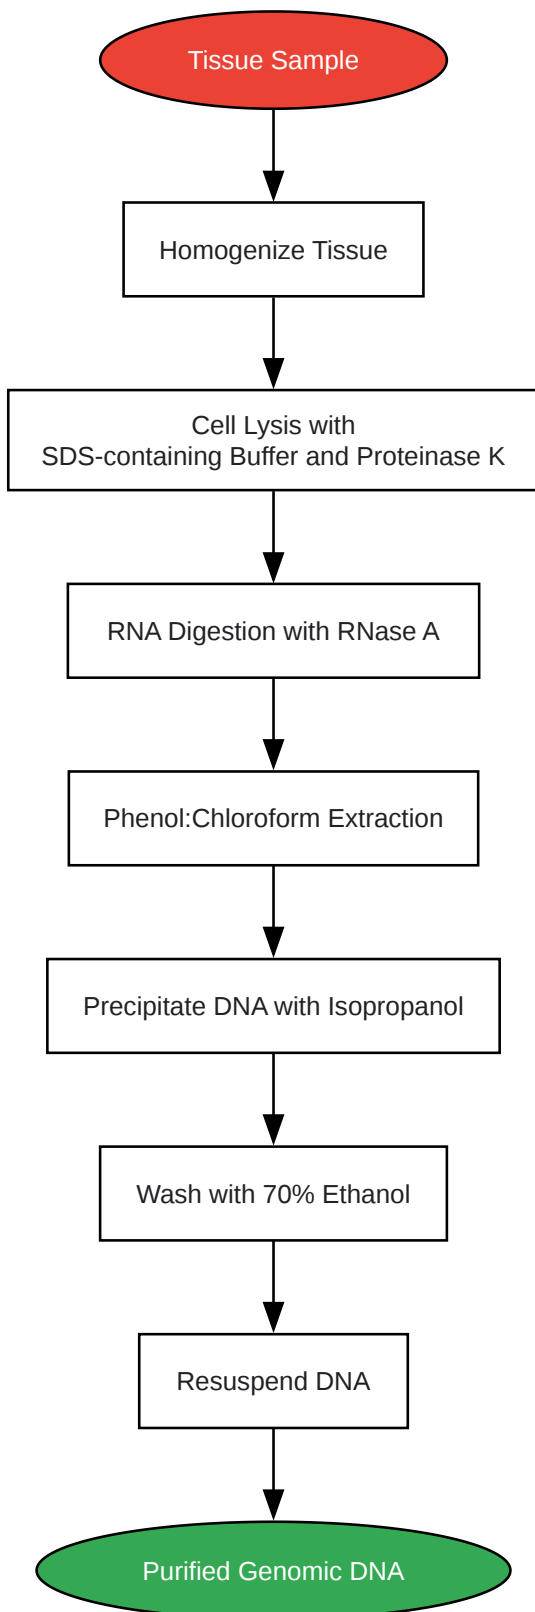 Tissue Sample
Homogenize Tissue
Cell Lysis with
SDS-containing Buffer and Proteinase K
RNA Digestion with RNase A
Phenol:Chloroform Extraction
Precipitate DNA with Isopropanol
Wash with 70% Ethanol
Resuspend DNA
Purified Genomic DNA